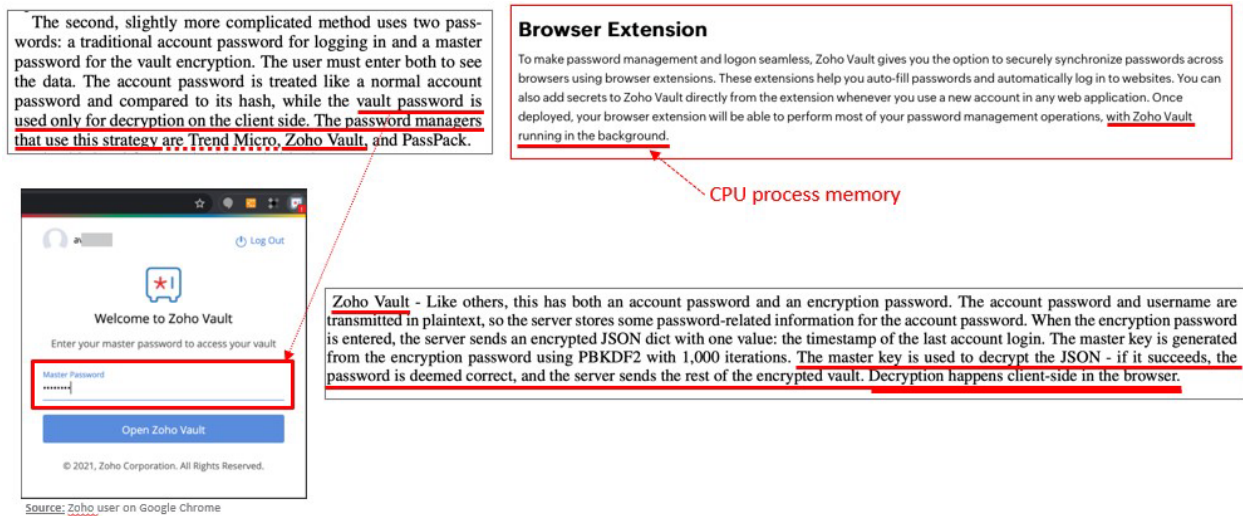 The second, slightly more complicated method uses two pass-
words: a traditional account password for logging in and a master
password for the vault encryption. The user must enter both to see
the data. The account password is treated like a normal account
password and compared to its hash, while the vault password is
used only for decryption on the client side. The password managers
that use this strategy are Trend Micro, Zoho Vault, and PassPack.
Browser Extension
To make password management and logon seamless, Zoho Vault gives you the option to securely synchronize passwords across
browsers using browser extensions. These extensions help you auto-fill passwords and automatically log in to websites. You can
also add secrets to Zoho Vault directly from the extension whenever you use a new account in any web application. Once
deployed, your browser extension will be able to perform most of your password management operations, with Zoho Vault
running in the background.
CPU process memory
Log Out
Welcome to Zoho Vault
Enter your master password to access your vault
Master Password
Open Zoho Vault
© 2021, Zoho Corporation. All Rights Reserved.
Source: Zoho user on Google Chrome
Zoho Vault - Like others, this has both an account password and an encryption password. The account password and username are
transmitted in plaintext, so the server stores some password-related information for the account password. When the encryption password
is entered, the server sends an encrypted JSON dict with one value: the timestamp of the last account login. The master key is generated
from the encryption password using PBKDF2 with 1,000 iterations. The master key is used to decrypt the JSON - if it succeeds, the
password is deemed correct, and the server sends the rest of the encrypted vault. Decryption happens client-side in the browser.